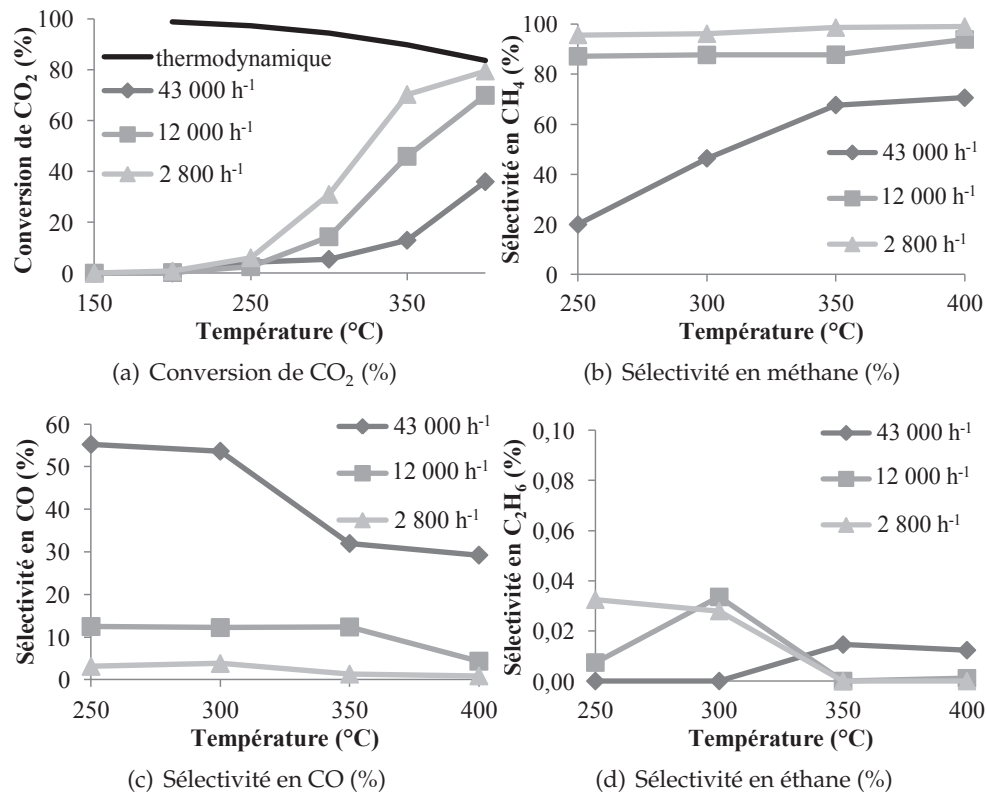 Conversion de CO2 (%)
100
80
60
40
20
0
thermodynamique
43 000 h-1
12 000 h-1
2 800 h-1
150
250
350
Température (°C)
(a) Conversion de CO2 (%)
Sélectivité en CH4 (%)
100
80
60
40
20
0
43 000 h-1
12 000 h-1
2 800 h-1
250
300
350
400
Température (°C)
(b) Sélectivité en méthane (%)
Sélectivité en CO (%)
60
50
40
30
20
10
0
43 000 h-1
12 000 h-1
2 800 h-1
250
300
350
400
Température (°C)
(c) Sélectivité en CO (%)
Sélectivité en C2H6 (%)
0,10
0,08
0,06
0,04
0,02
0,00
43 000 h-1
12 000 h-1
2 800 h-1
250
300
350
400
Température (°C)
(d) Sélectivité en éthane (%)